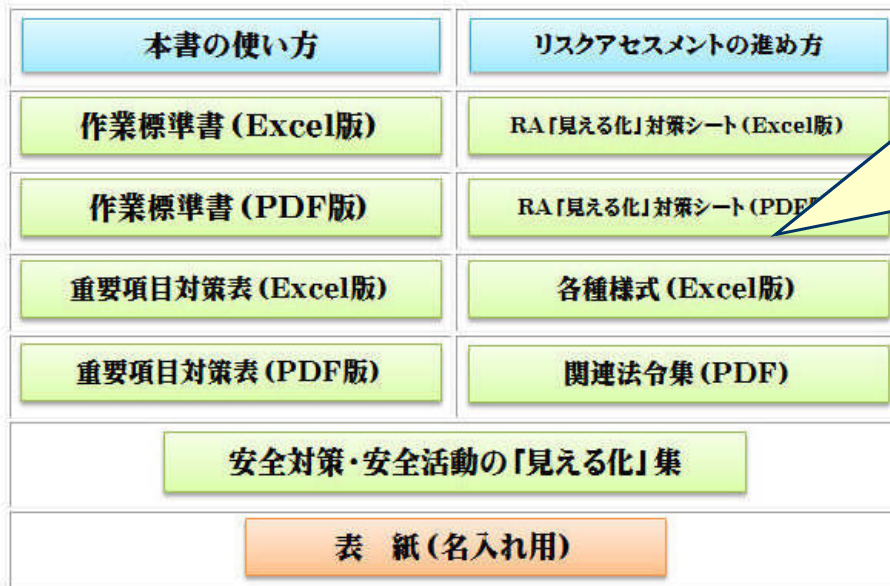 本書の使い方
リスクアセスメントの進め方
作業標準書(Excel版)
RA「見える化」対策シート(Excel版)
作業標準書(PDF版)
RA「見える化」対策シート(PDF
重要項目対策表(Excel版)
各種様式(Excel版)
重要項目対策表(PDF版)
関連法令集(PDF)
安全対策・安全活動の「見える化」集
表　紙(名入れ用)